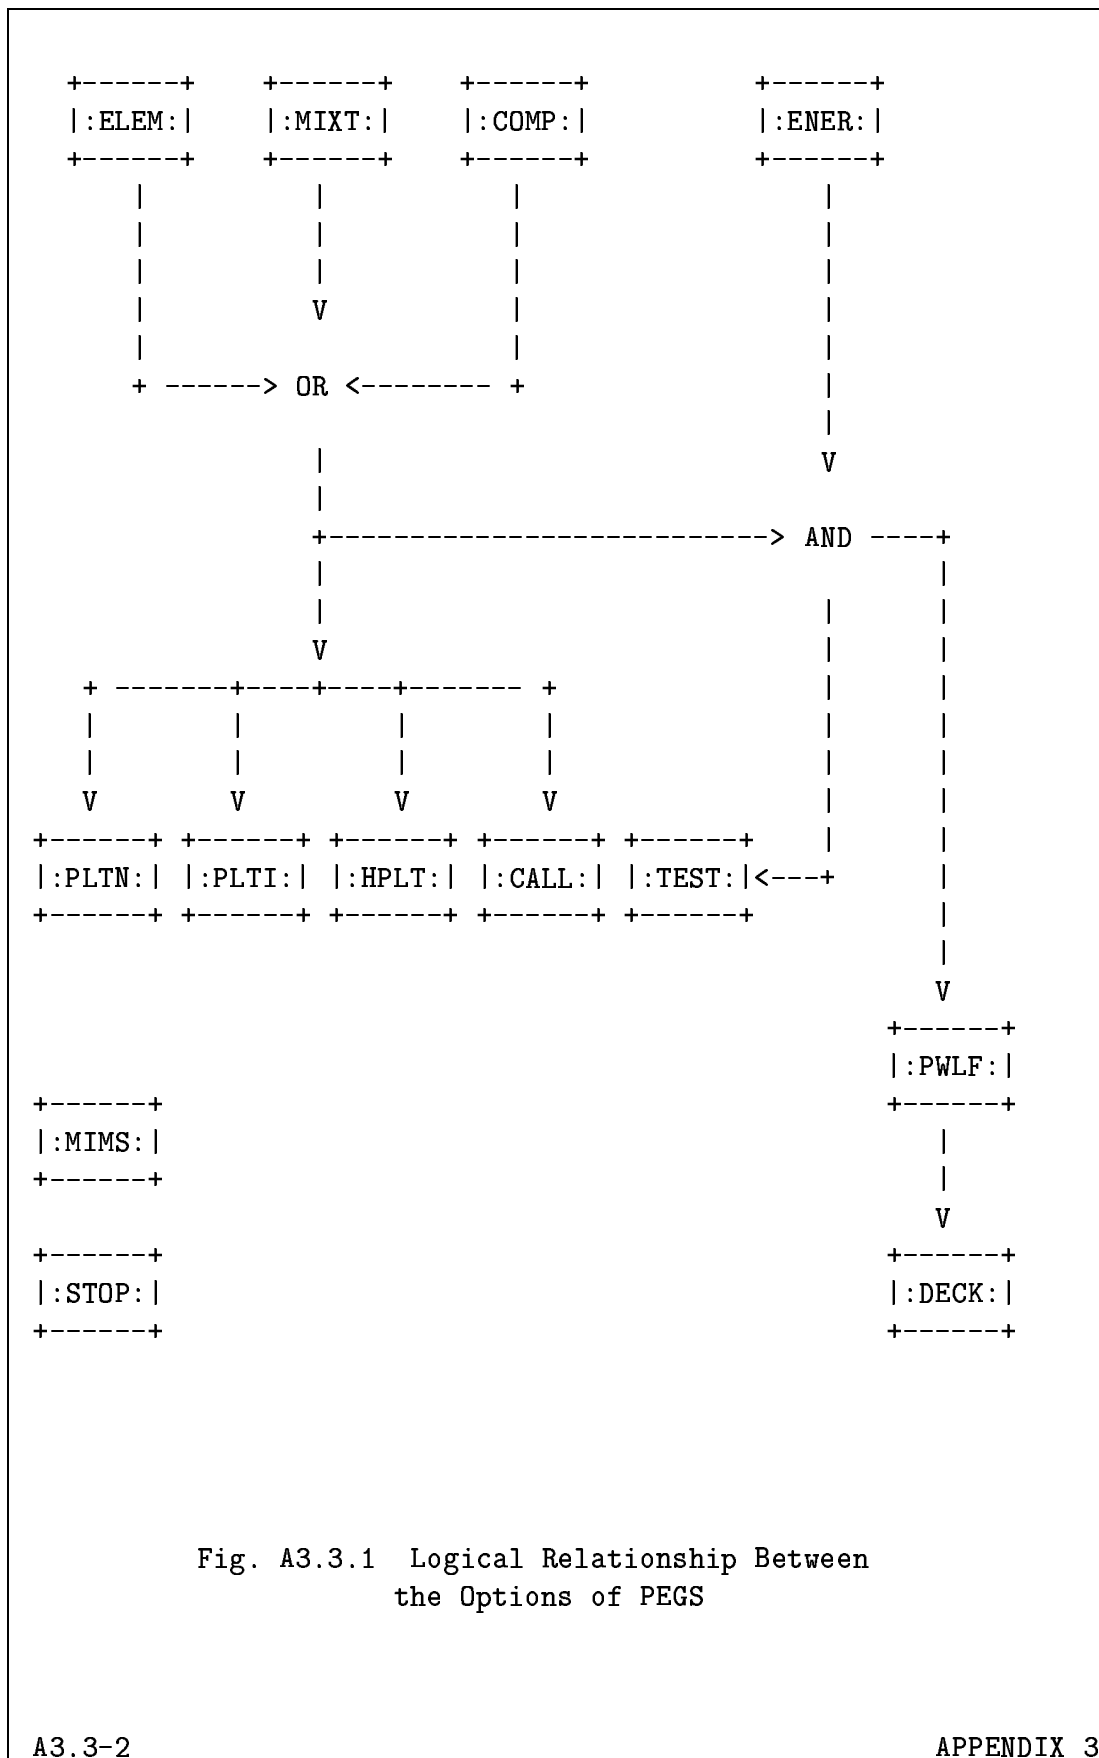 :ELEM: :MIXT: :COMP: :ENER:
V
+ ------> OR <-------- +
V
+---------------------------> AND ----+
V
V V V V
:PLTN: :PLTI: :HPLT: :CALL: :TEST:<---+
V
:PWLF:
:MIMS:
V
:STOP: :DECK:
Fig. A3.3.1 Logical Relationship Between
the Options of PEGS
A3.3-2 APPENDIX 3